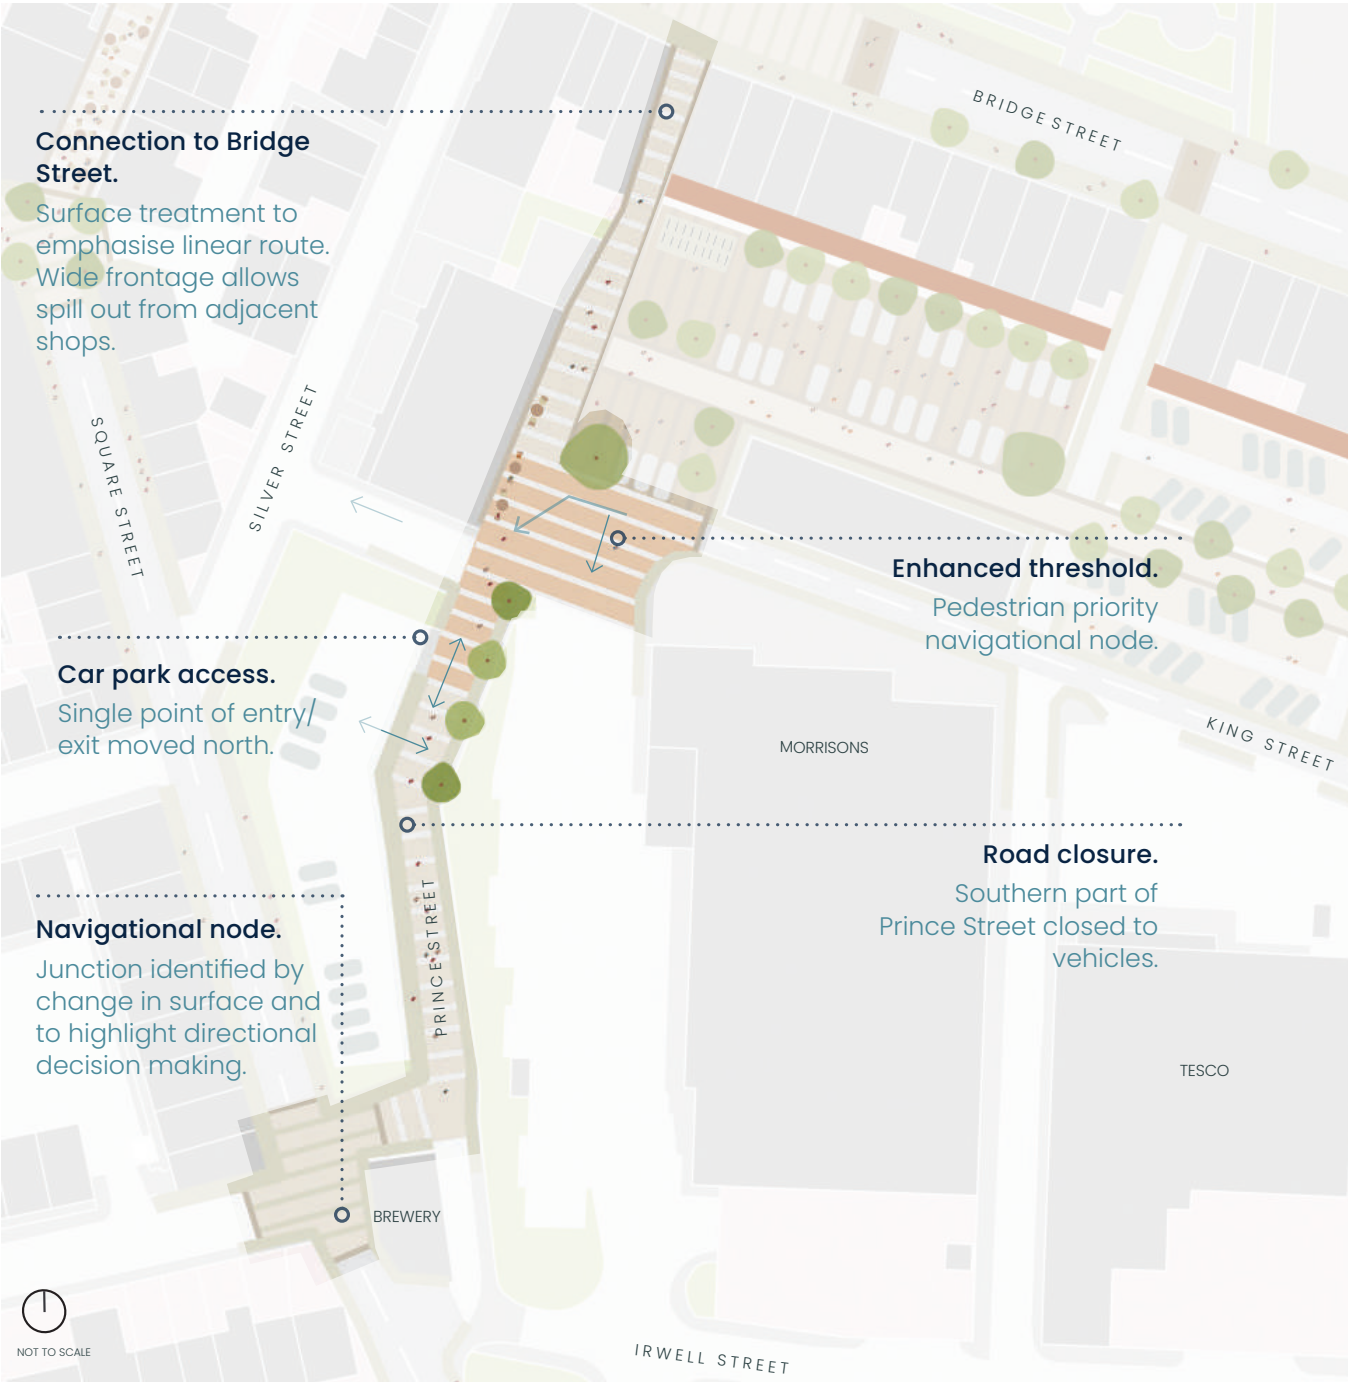 BRIDGE STREET
Connection to Bridge
Street.
Surface treatment to
emphasise linear route.
Wide frontage allows
spill out from adjacent
shops.
SQUARE STREET
SILVER STREET
Enhanced threshold.
Pedestrian priority
navigational node.
Car park access.
Single point of entry/
exit moved north.
KING STREET
MORRISONS
Road closure.
Southern part of
Prince Street closed to
vehicles.
PRINCE STREET
Navigational node.
Junction identified by
change in surface and
to highlight directional
decision making.
TESCO
BREWERY
NOT TO SCALE
IRWELL STREET